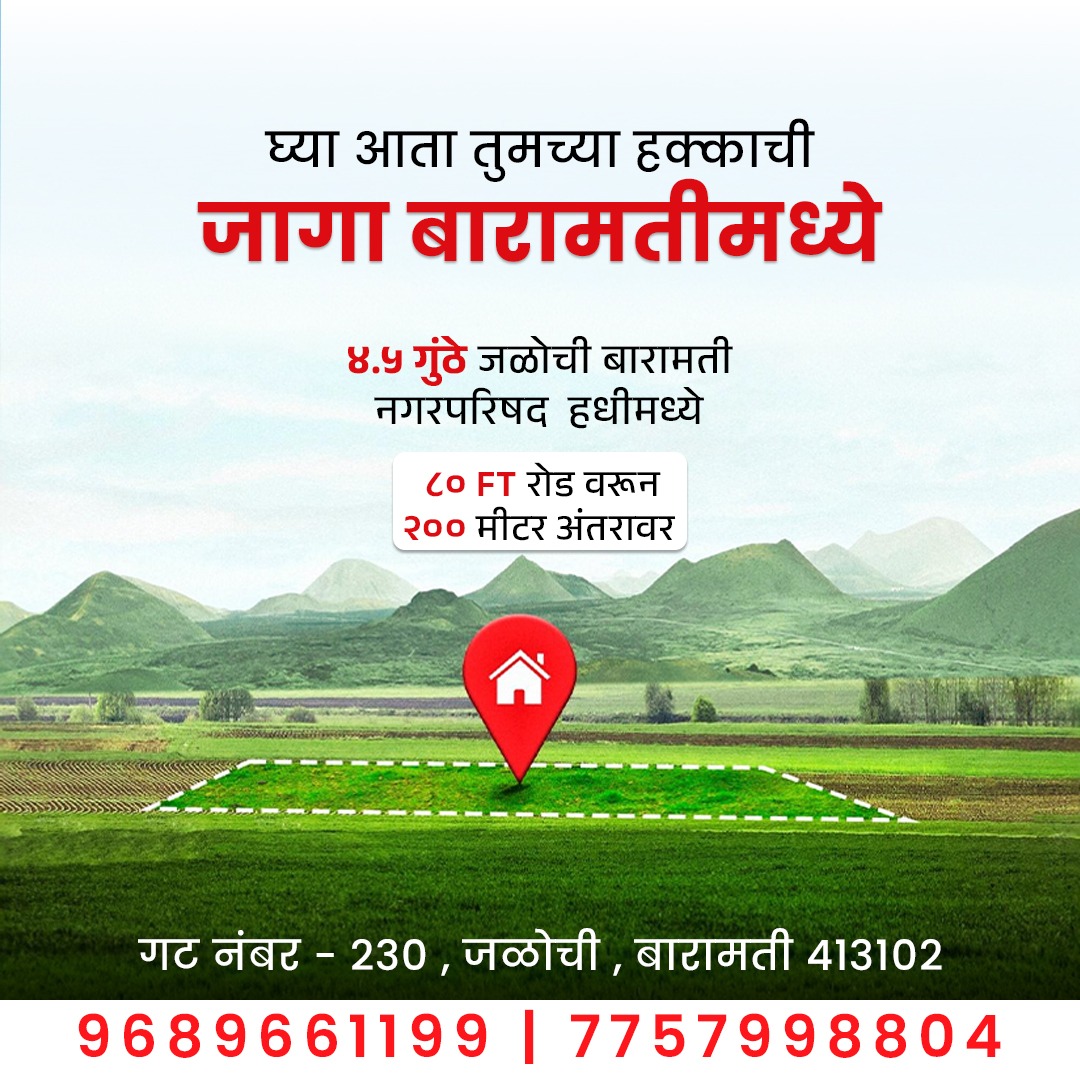 घ्या आता तुमच्या हक्काची
जागा बारामतीमध्ये
४.५ गुंठे जळोची बारामती
नगरपरिषद हधीमध्ये
८० FT रोड वरून
२०० मीटर अंतरावर
गट नंबर - 230 , जळोची , बारामती 413102
9689661199 | 7757998804